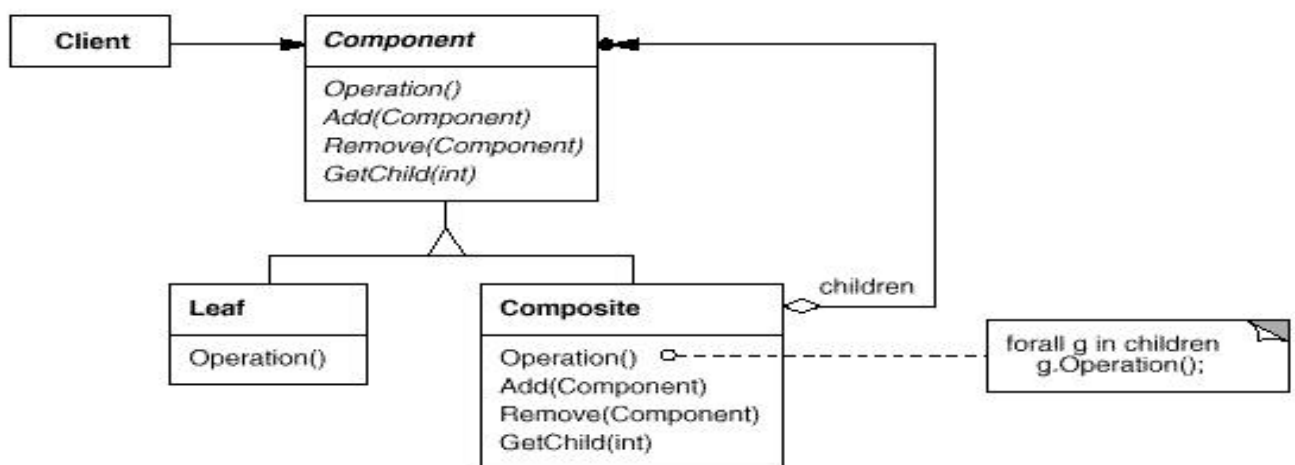 Client
Component
Operation()
Add(Component)
Remove(Component)
GetChild(int)
Leaf
Operation()
Composite
Operation()
Add(Component)
Remove(Component)
GetChild(int)
children
forall g in children
g.Operation();